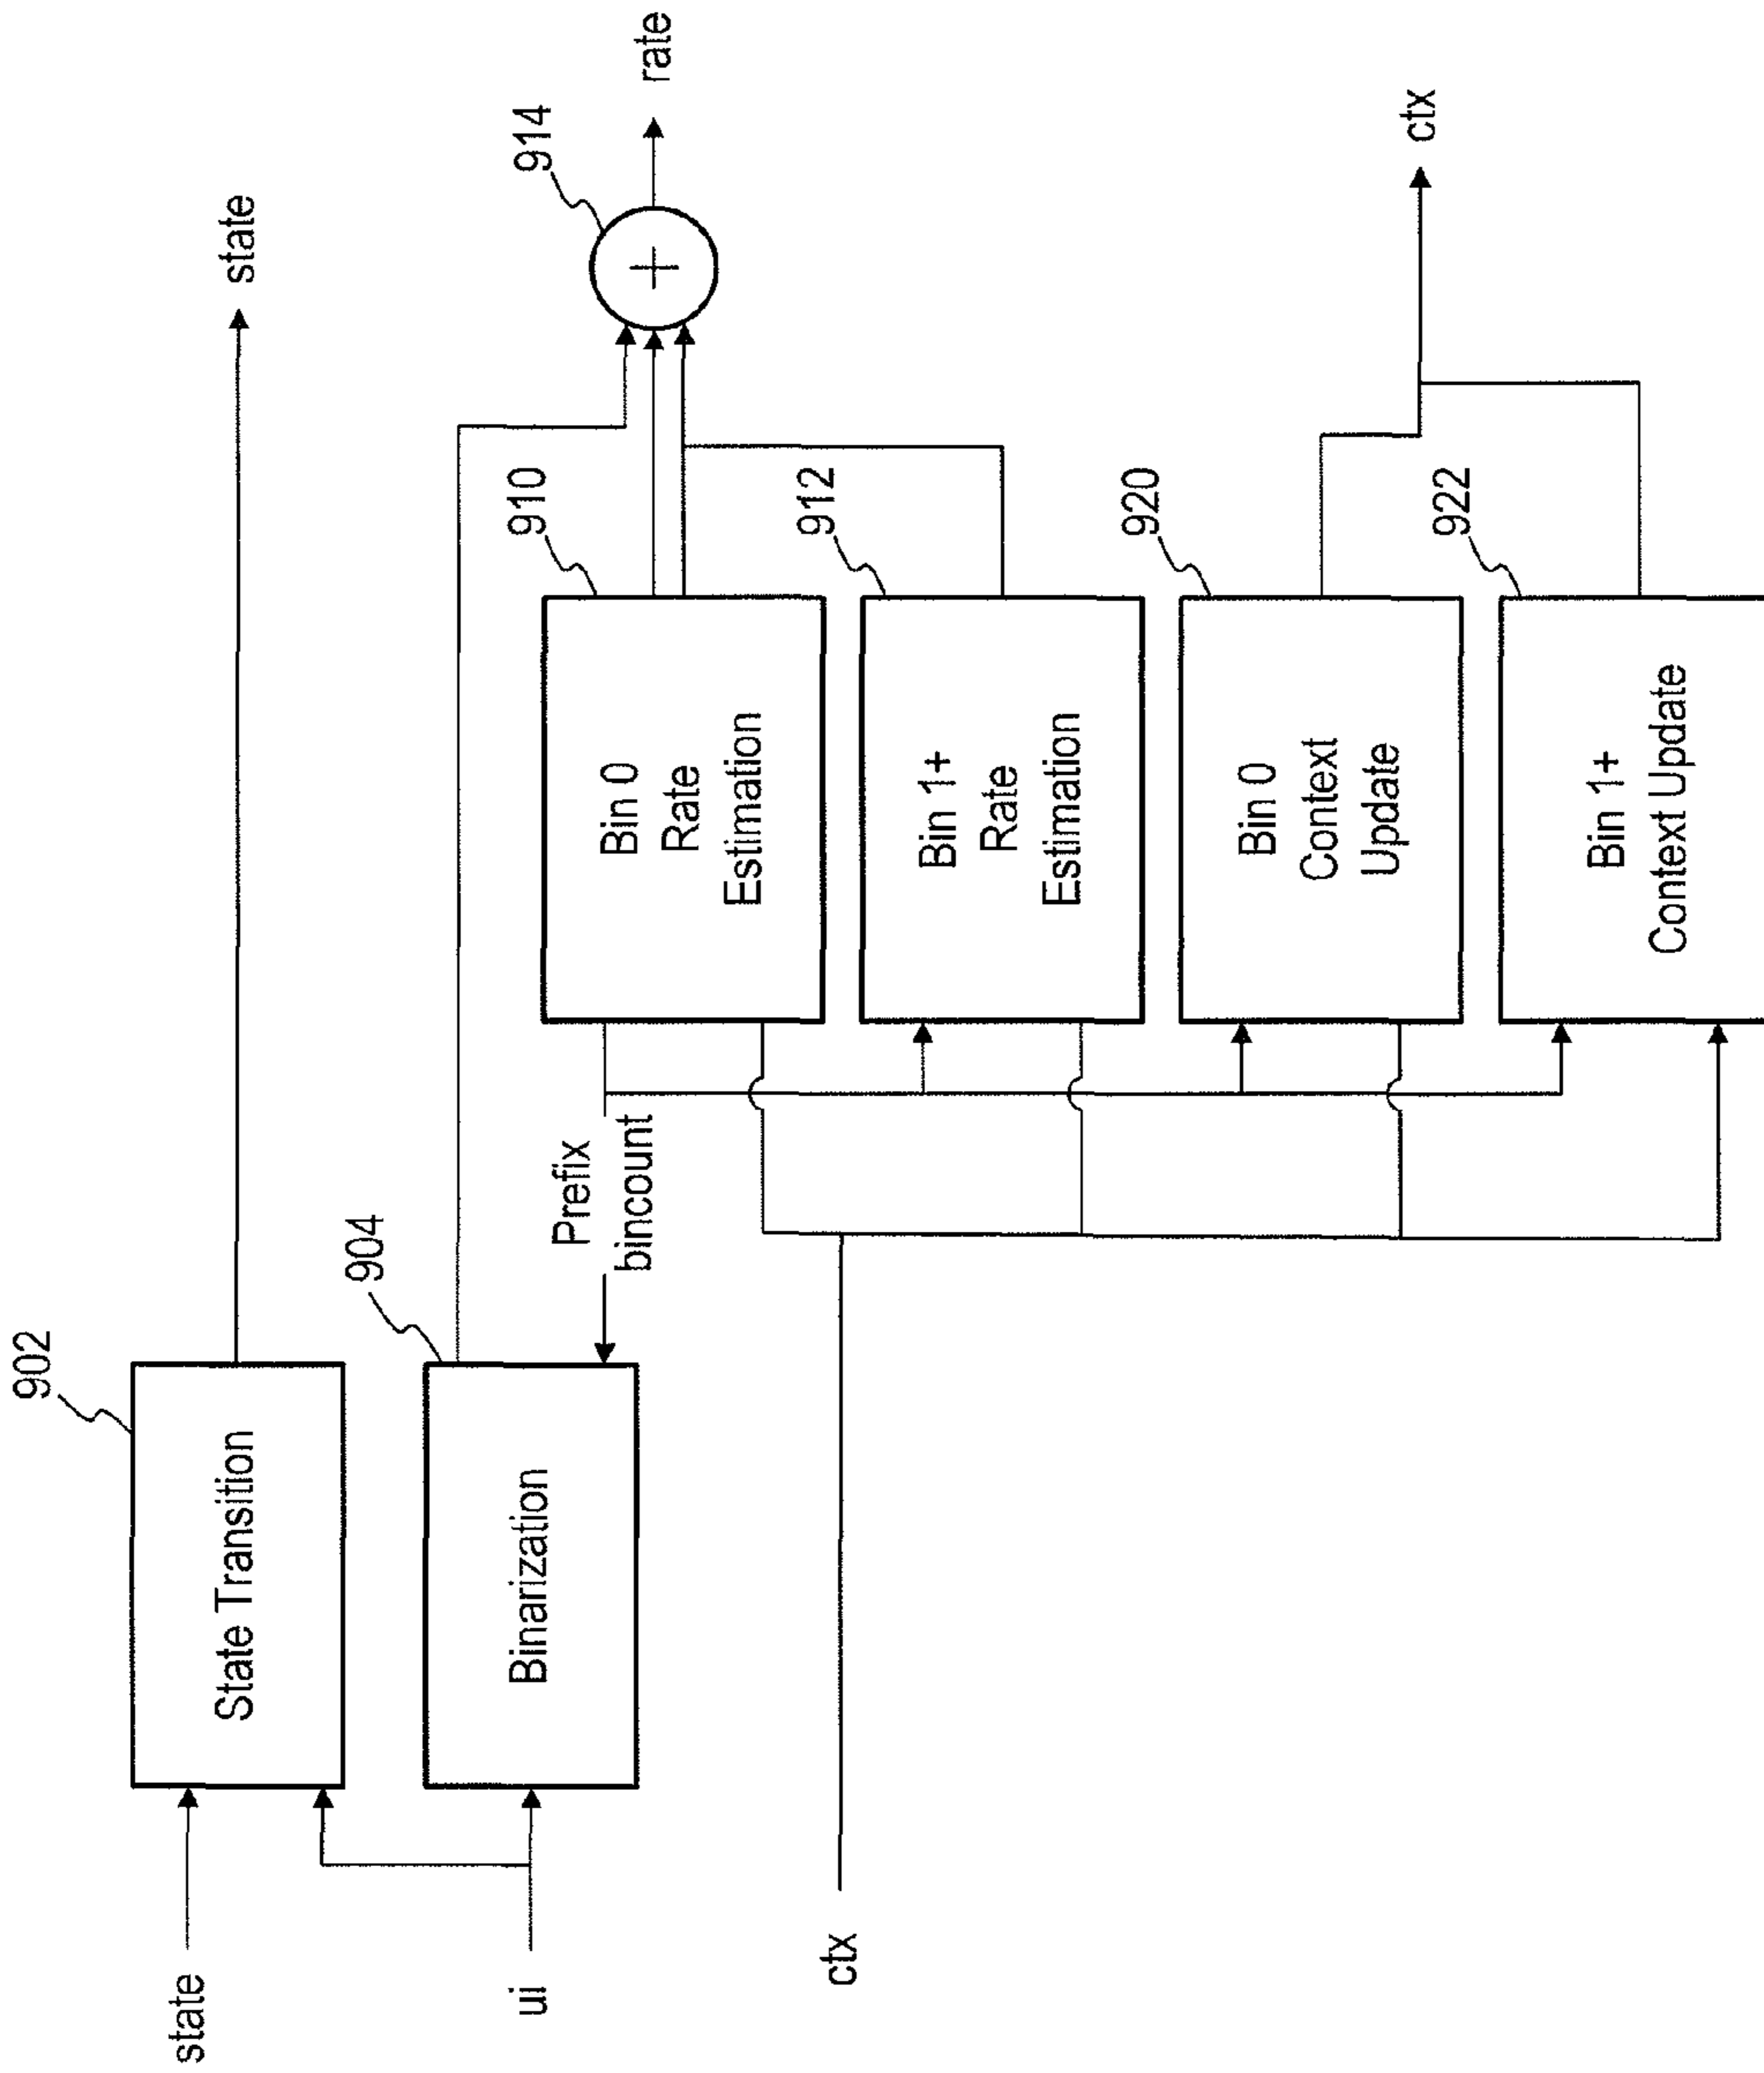 902
State Transition
state
state
904
Binarization
ui
Prefix
bincount
910
Bin 0
Rate
Estimation
914
+
rate
912
Bin 1+
Rate
Estimation
ctx
920
Bin 0
Context
Update
ctx
922
Bin 1+
Context Update